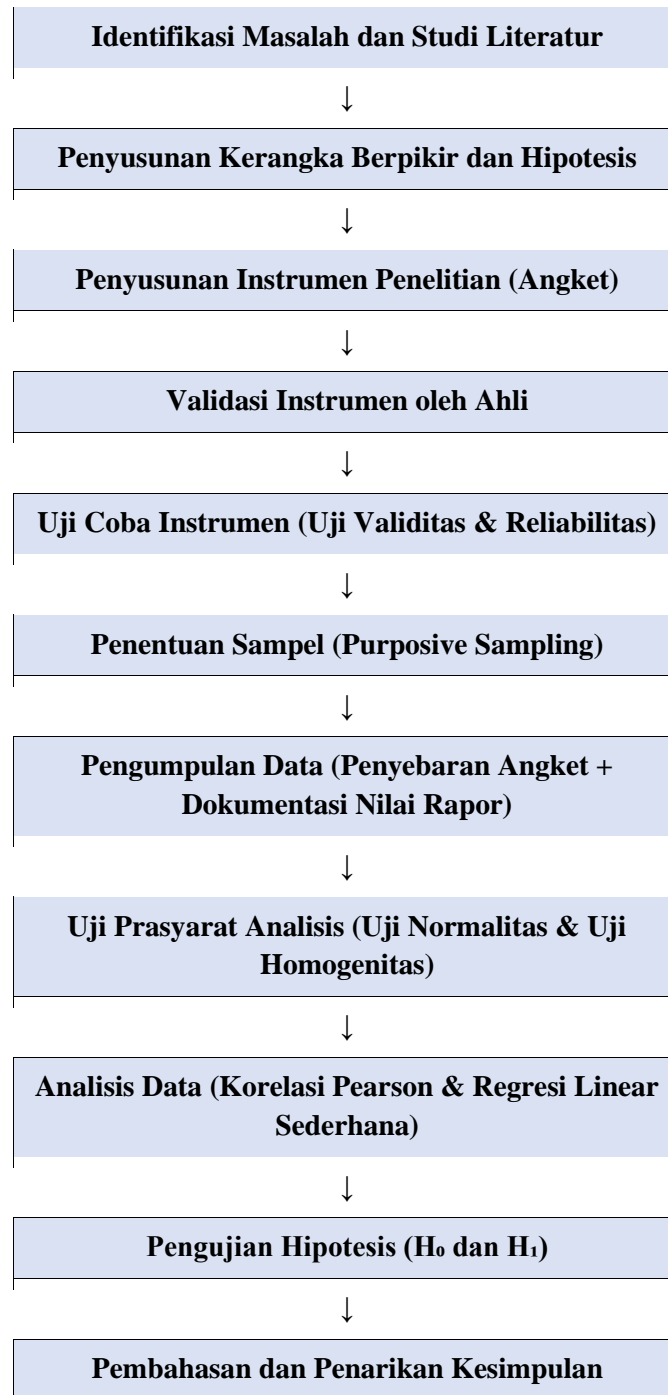 Identifikasi Masalah dan Studi Literatur
↓
Penyusunan Kerangka Berpikir dan Hipotesis
↓
Penyusunan Instrumen Penelitian (Angket)
↓
Validasi Instrumen oleh Ahli
↓
Uji Coba Instrumen (Uji Validitas & Reliabilitas)
↓
Penentuan Sampel (Purposive Sampling)
↓
Pengumpulan Data (Penyebaran Angket +
Dokumentasi Nilai Rapor)
↓
Uji Prasyarat Analisis (Uji Normalitas & Uji
Homogenitas)
↓
Analisis Data (Korelasi Pearson & Regresi Linear
Sederhana)
↓
Pengujian Hipotesis (H₀ dan H₁)
↓
Pembahasan dan Penarikan Kesimpulan